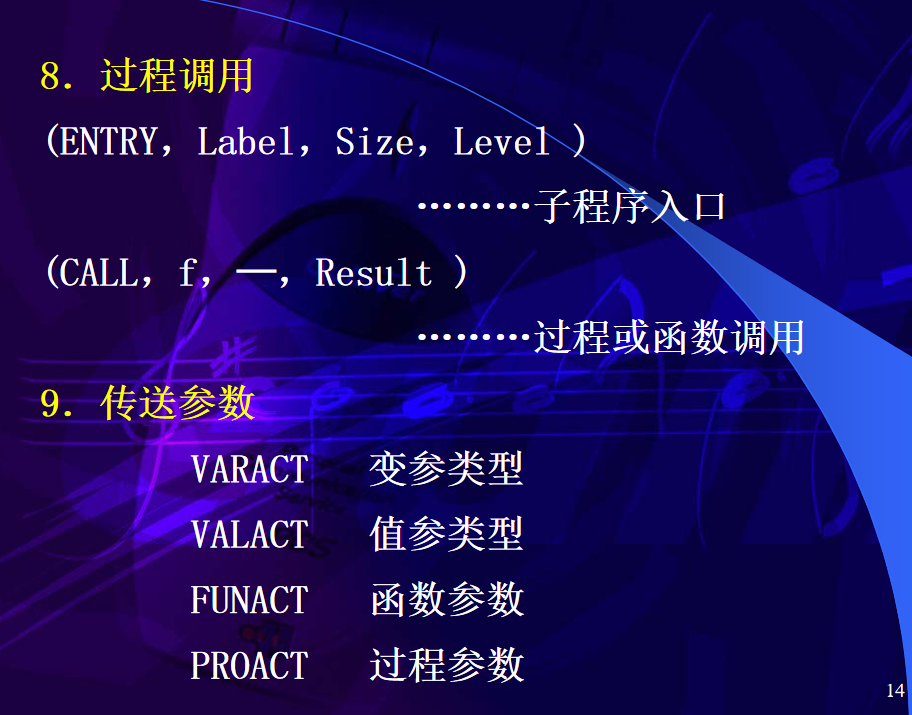 8. 过程调用
(ENTRY, Label, Size, Level )
………子程序入口
(CALL, f, —, Result )
………过程或函数调用
9. 传送参数
VARACT 变参类型
VALACT 值参类型
FUNACT 函数参数
PROACT 过程参数
14